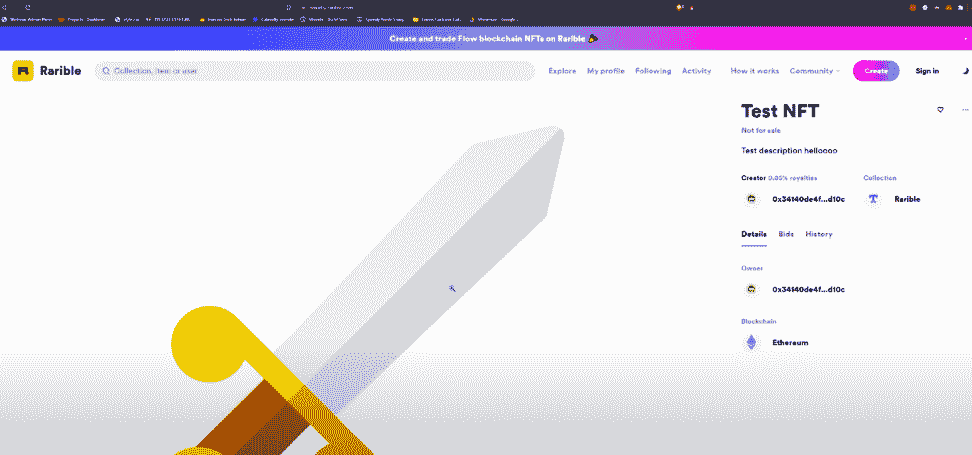 Create and trade Flow blockchain NFTs on Rarible
Rarible
Collection, item or user
Explore
My profile
Following
Activity
How it works
Community
Create
Sign in
Test NFT
Not for sale
Test description helloooo
Creator 0.05% royalties
Collection
0x34140de4f...d10c
Rarible
Details
Bids
History
Owner
0x34140de4f...d10c
Blockchain
Ethereum